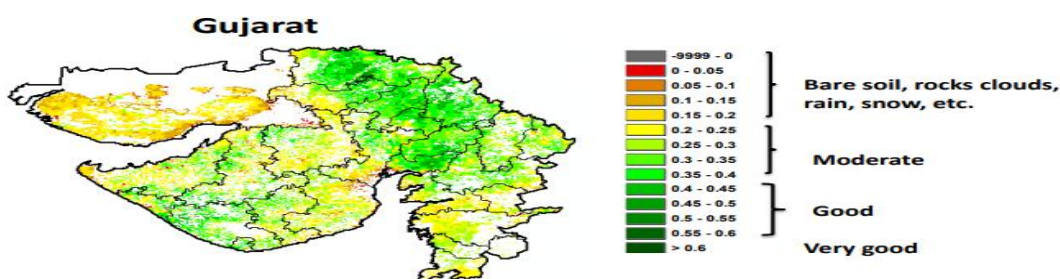 Gujarat
-9999 - 0
0 - 0.05
0.05 - 0.1
0.1 - 0.15
0.15 - 0.2
0.2 - 0.25
0.25 - 0.3
0.3 - 0.35
0.35 - 0.4
0.4 - 0.45
0.45 - 0.5
0.5 - 0.55
0.55 - 0.6
> 0.6
Bare soil, rocks clouds,
rain, snow, etc.
Moderate
Good
Very good